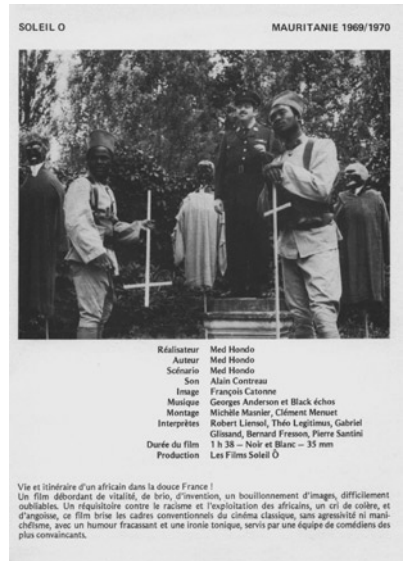 SOLEIL O MAURITANIE 1969/1970
Réalisateur Med Hondo
Auteur Med Hondo
Scénario Med Hondo
Son Alain Contreau
Image François Catonne
Musique Georges Anderson et Black échos
Montage Michèle Masnier, Clément Menuet
Interprètes Robert Liensol, Théo Legitimus, Gabriel
Glissand, Bernard Fresson, Pierre Santini
Durée du film 1 h 38 — Noir et Blanc — 35 mm
Production Les Films Soleil Ô
Vie et itinéraire d'un africain dans la douce France !
Un film débordant de vitalité, de brio, d'invention, un bouillonnement d'images, difficilement
oubliables. Un réquisitoire contre le racisme et l'exploitation des africains, un cri de colère, et
d'angoisse, ce film brise les cadres conventionnels du cinéma classique, sans agressivité ni mani-
chéisme, avec un humour fracassant et une ironie tonique, servis par une équipe de comédiens des
plus convaincants.